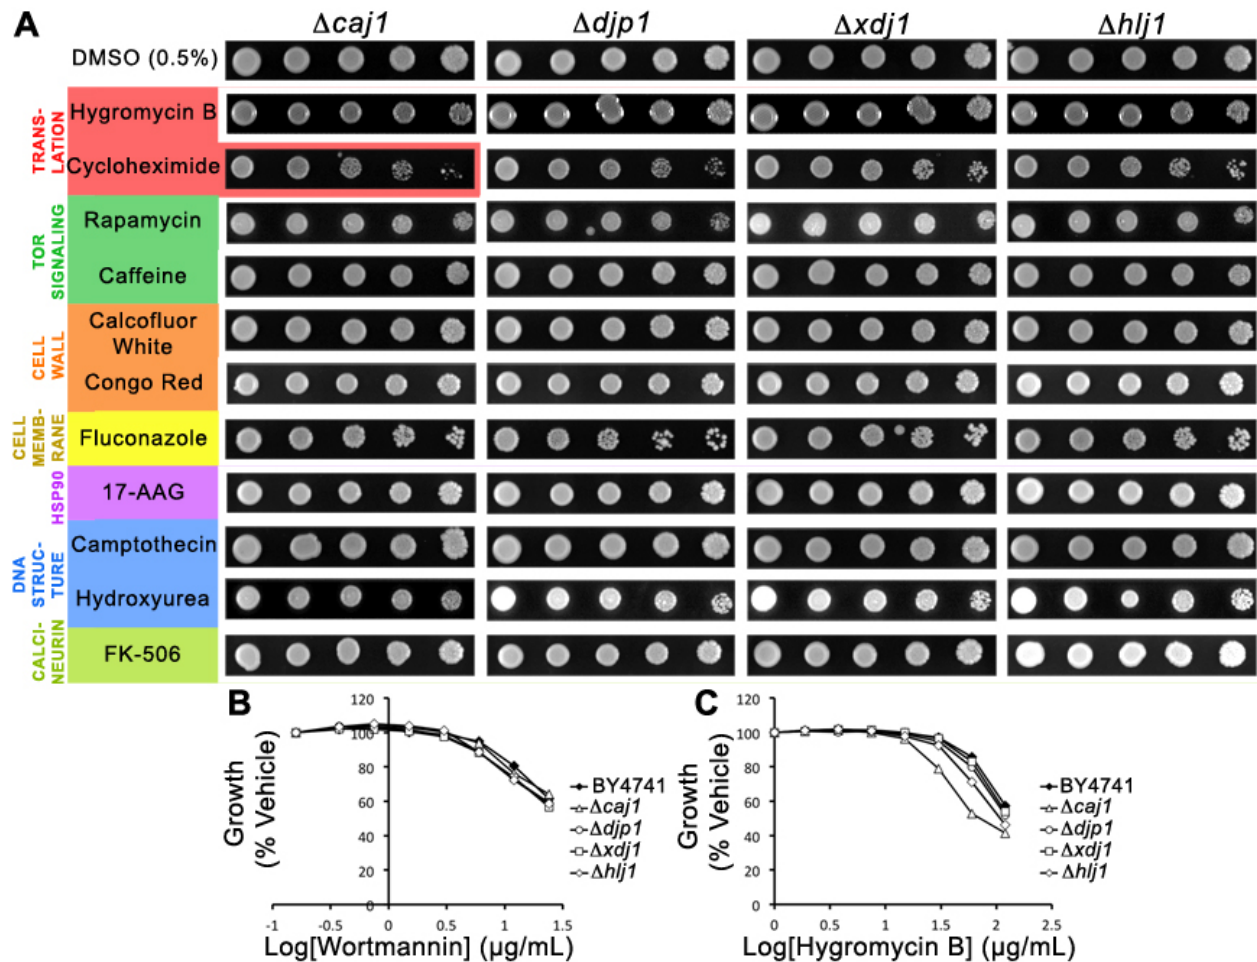 A
Δcaj1 Δdjp1 Δxdj1 Δhlj1
DMSO (0.5%)
TRANS-
LATION
Hygromycin B
Cycloheximide
TOR
SIGNALING
Rapamycin
Caffeine
CELL
WALL
Calcofluor
White
Congo Red
CELL
MEMB-
RANE
Fluconazole
HSP90
17-AAG
DNA
STRUC-
TURE
Camptothecin
Hydroxyurea
CALCI-
NEURIN
FK-506
B
Growth
(% Vehicle)
120
100
80
60
40
20
0
-1 -0.5 0 0.5 1 1.5
Log[Wortmannin] (µg/mL)
BY4741
Δcaj1
Δdjp1
Δxdj1
Δhlj1
C
Growth
(% Vehicle)
120
100
80
60
40
20
0
0 0.5 1 1.5 2 2.5
Log[Hygromycin B] (µg/mL)
BY4741
Δcaj1
Δdjp1
Δxdj1
Δhlj1